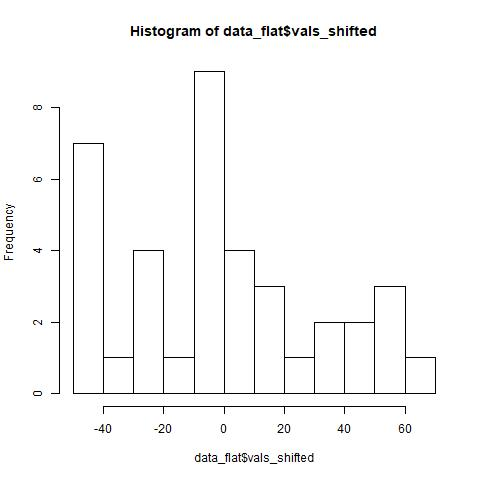 Histogram of data_flat$vals_shifted
Frequency
8
6
4
2
0
-40 -20 0 20 40 60
data_flat$vals_shifted